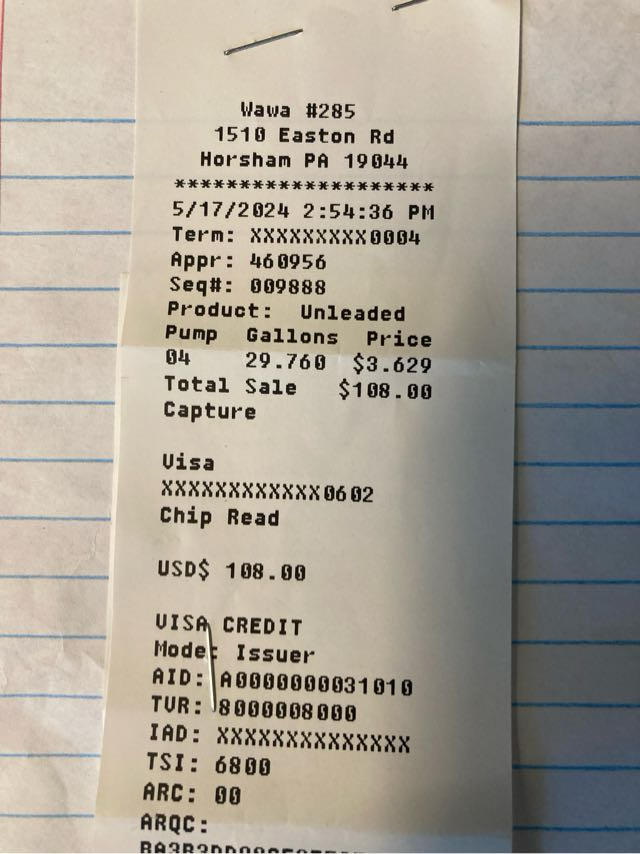 Wawa #285
1510 Easton Rd
Horsham PA 19044
********************
5/17/2024 2:54:36 PM
Term: XXXXXXXXX0004
Appr: 460956
Seq#: 009888
Product: Unleaded
Pump Gallons Price
04 29.760 $3.629
Total Sale $108.00
Capture
Visa
XXXXXXXXXXXX0602
Chip Read
USD$ 108.00
VISA CREDIT
Mode: Issuer
AID: A0000000031010
TVR: 8000008000
IAD: XXXXXXXXXXXXXX
TSI: 6800
ARC: 00
ARQC: